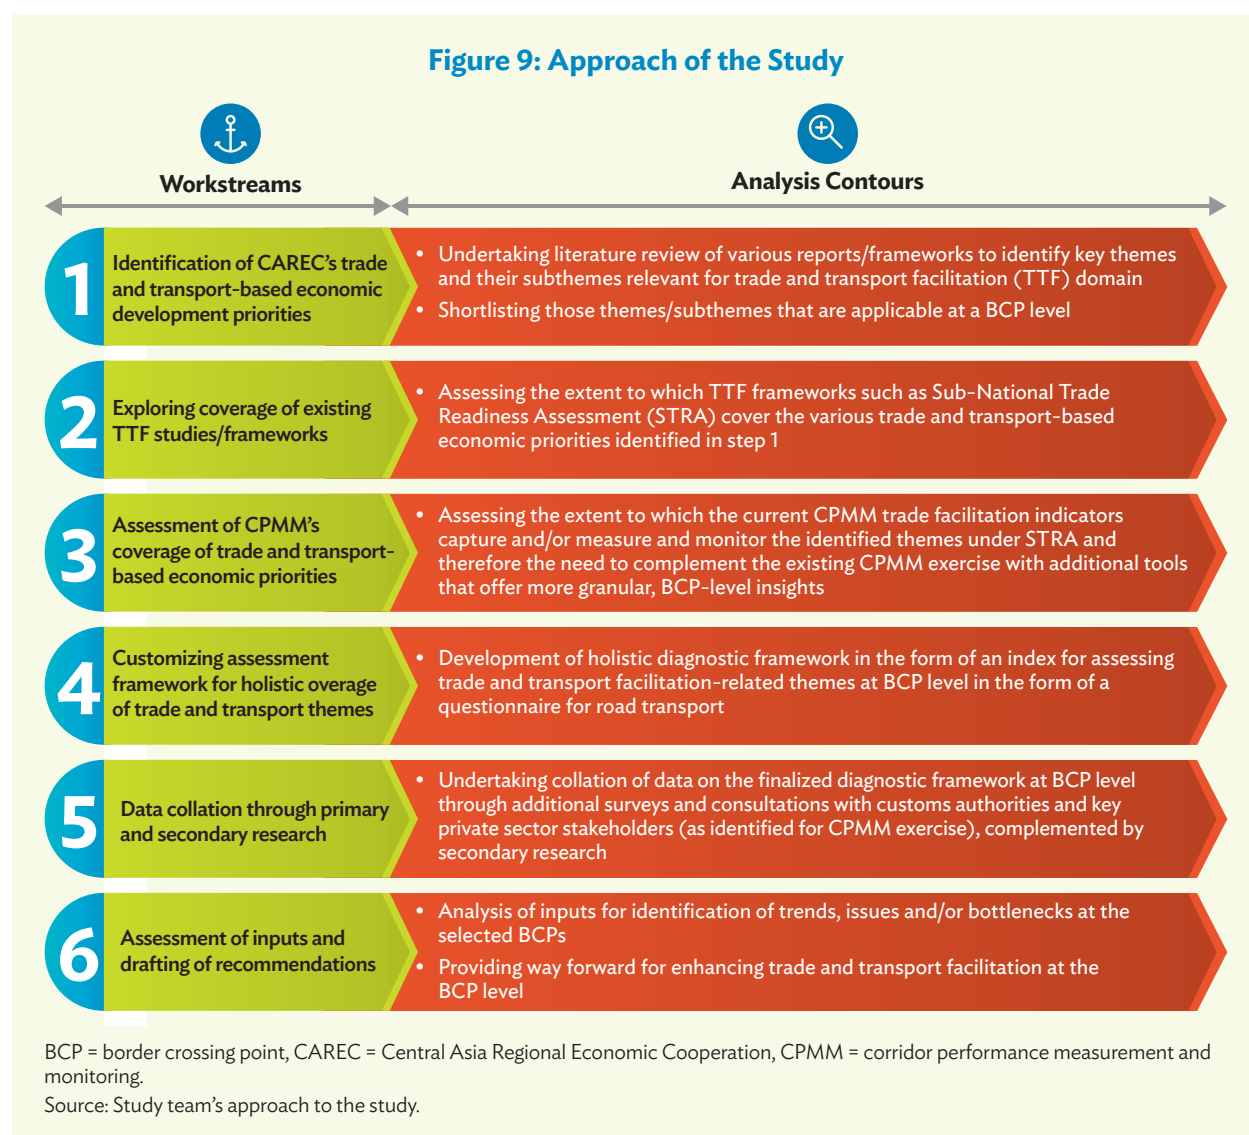 Figure 9: Approach of the Study
Workstreams
Analysis Contours
1
Identification of CAREC's trade
and transport-based economic
development priorities
• Undertaking literature review of various reports/frameworks to identify key themes
and their subthemes relevant for trade and transport facilitation (TTF) domain
• Shortlisting those themes/subthemes that are applicable at a BCP level
2
Exploring coverage of existing
TTF studies/frameworks
• Assessing the extent to which TTF frameworks such as Sub-National Trade
Readiness Assessment (STRA) cover the various trade and transport-based
economic priorities identified in step 1
3
Assessment of CPMM's
coverage of trade and transport-
based economic priorities
• Assessing the extent to which the current CPMM trade facilitation indicators
capture and/or measure and monitor the identified themes under STRA and
therefore the need to complement the existing CPMM exercise with additional tools
that offer more granular, BCP-level insights
4
Customizing assessment
framework for holistic overage
of trade and transport themes
• Development of holistic diagnostic framework in the form of an index for assessing
trade and transport facilitation-related themes at BCP level in the form of a
questionnaire for road transport
5
Data collation through primary
and secondary research
• Undertaking collation of data on the finalized diagnostic framework at BCP level
through additional surveys and consultations with customs authorities and key
private sector stakeholders (as identified for CPMM exercise), complemented by
secondary research
6
Assessment of inputs and
drafting of recommendations
• Analysis of inputs for identification of trends, issues and/or bottlenecks at the
selected BCPs
• Providing way forward for enhancing trade and transport facilitation at the
BCP level
BCP = border crossing point, CAREC = Central Asia Regional Economic Cooperation, CPMM = corridor performance measurement and
monitoring.
Source: Study team's approach to the study.